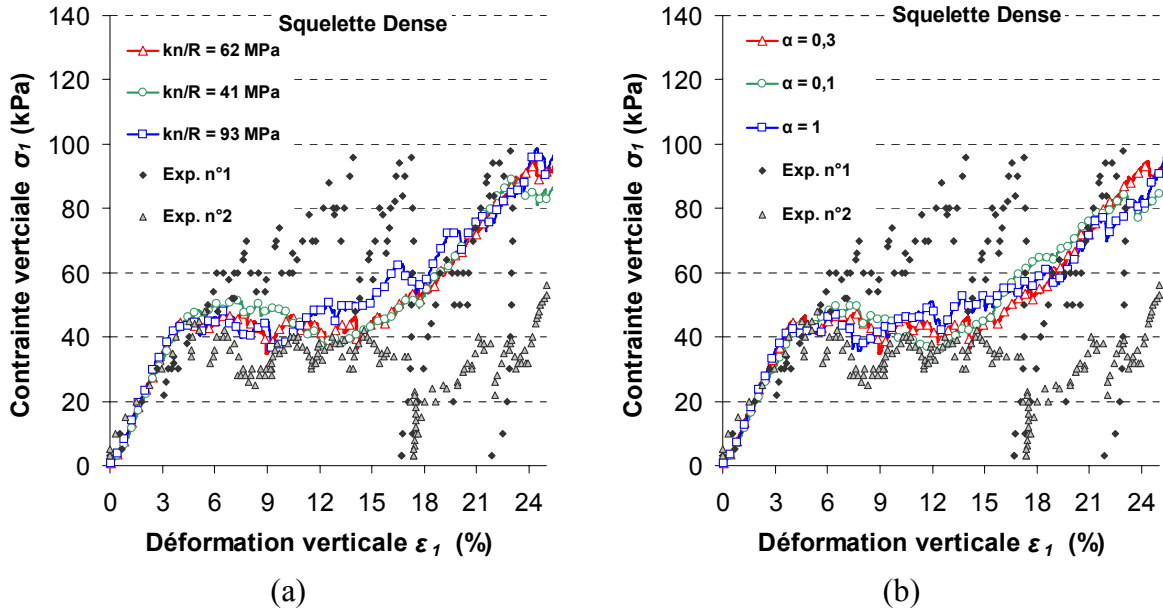 Squelette Dense
kn/R = 62 MPa
kn/R = 41 MPa
kn/R = 93 MPa
Exp. n°1
Exp. n°2
Contrainte vertciale σ1 (kPa)
140
120
100
80
60
40
20
0
0 3 6 9 12 15 18 21 24
Déformation verticale ε1 (%)
(a)
Squelette Dense
α = 0,3
α = 0,1
α = 1
Exp. n°1
Exp. n°2
Contrainte vertciale σ1 (kPa)
140
120
100
80
60
40
20
0
0 3 6 9 12 15 18 21 24
Déformation verticale ε1 (%)
(b)